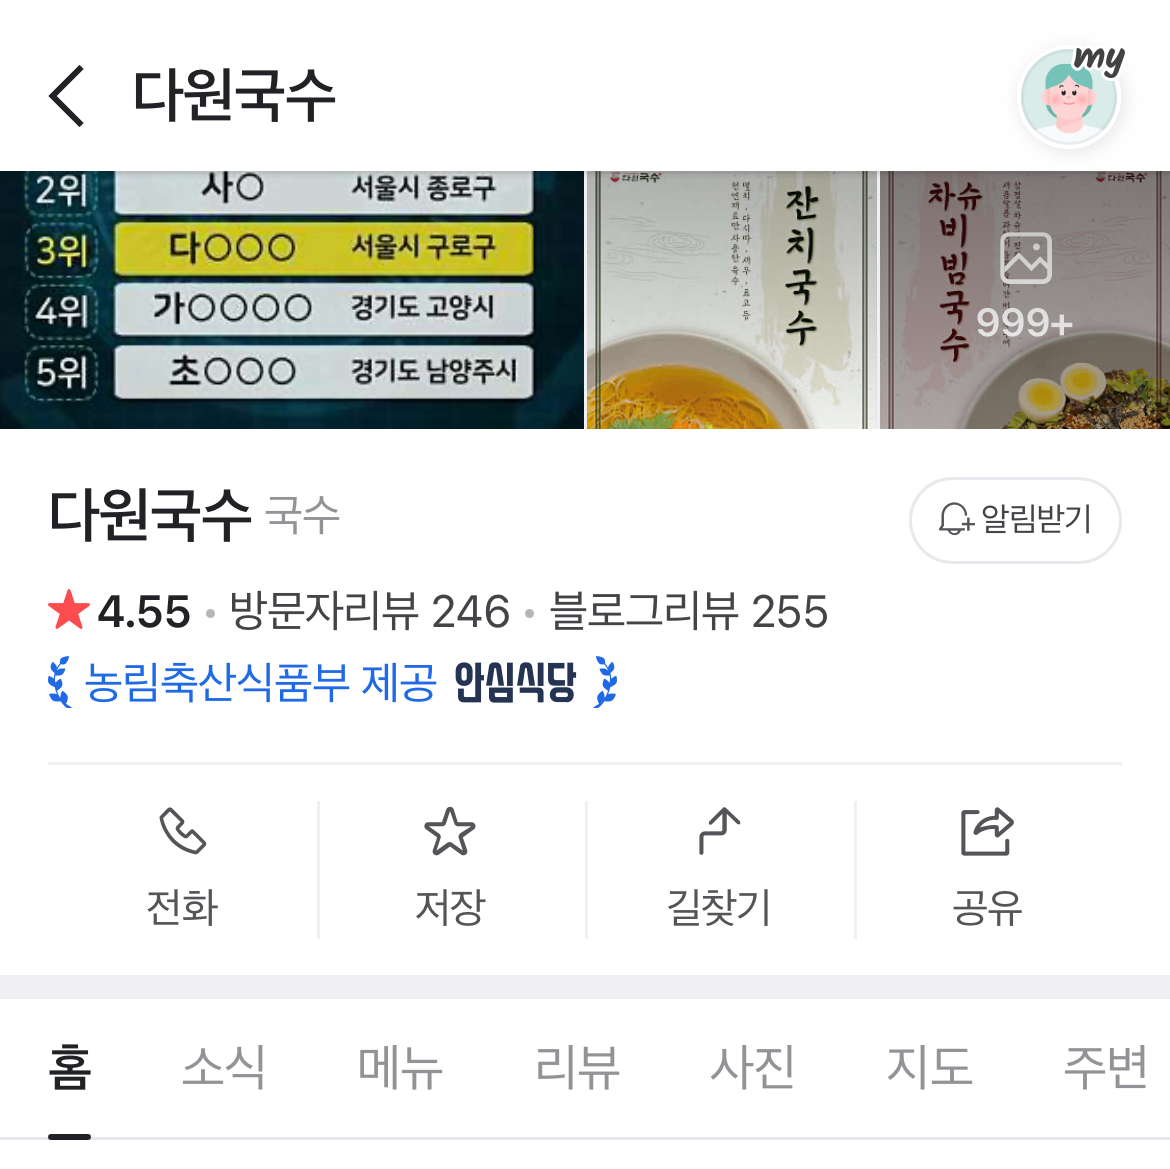 다원국수
my
2위 사○ 서울시 종로구
3위 다○○○ 서울시 구로구
4위 가○○○○ 경기도 고양시
5위 초○○○ 경기도 남양주시
다원국수
잔치국수
다원국수
차슈비빔국수
999+
다원국수 국수
알림받기
4.55 • 방문자리뷰 246 • 블로그리뷰 255
농림축산식품부 제공 안심식당
전화 저장 길찾기 공유
홈 소식 메뉴 리뷰 사진 지도 주변